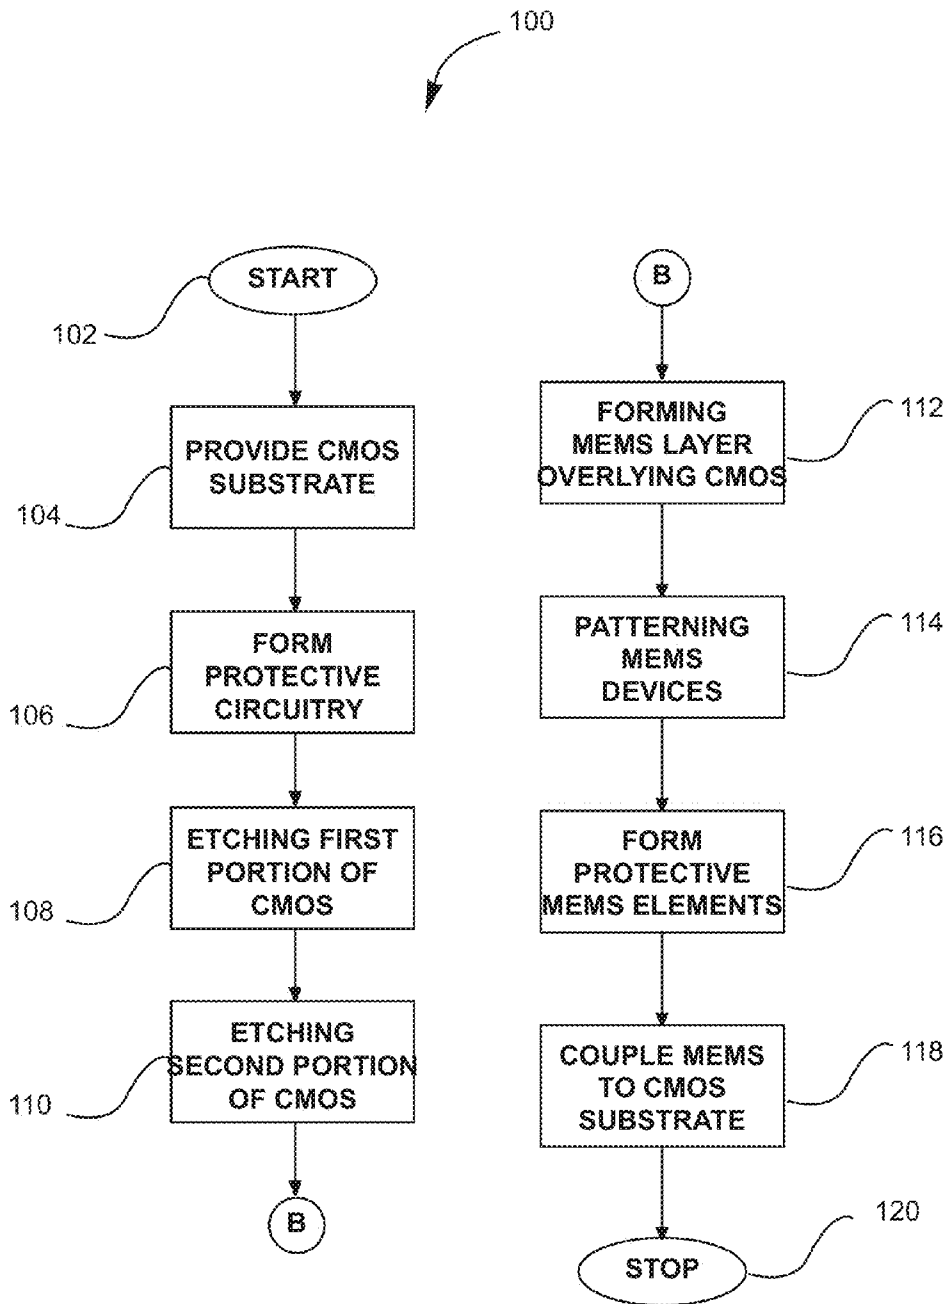 100
START
102
PROVIDE CMOS
SUBSTRATE
104
FORM
PROTECTIVE
CIRCUITRY
106
ETCHING FIRST
PORTION OF
CMOS
108
ETCHING
SECOND PORTION
OF CMOS
110
B
B
FORMING
MEMS LAYER
OVERLYING CMOS
112
PATTERNING
MEMS
DEVICES
114
FORM
PROTECTIVE
MEMS ELEMENTS
116
COUPLE MEMS
TO CMOS
SUBSTRATE
118
STOP
120